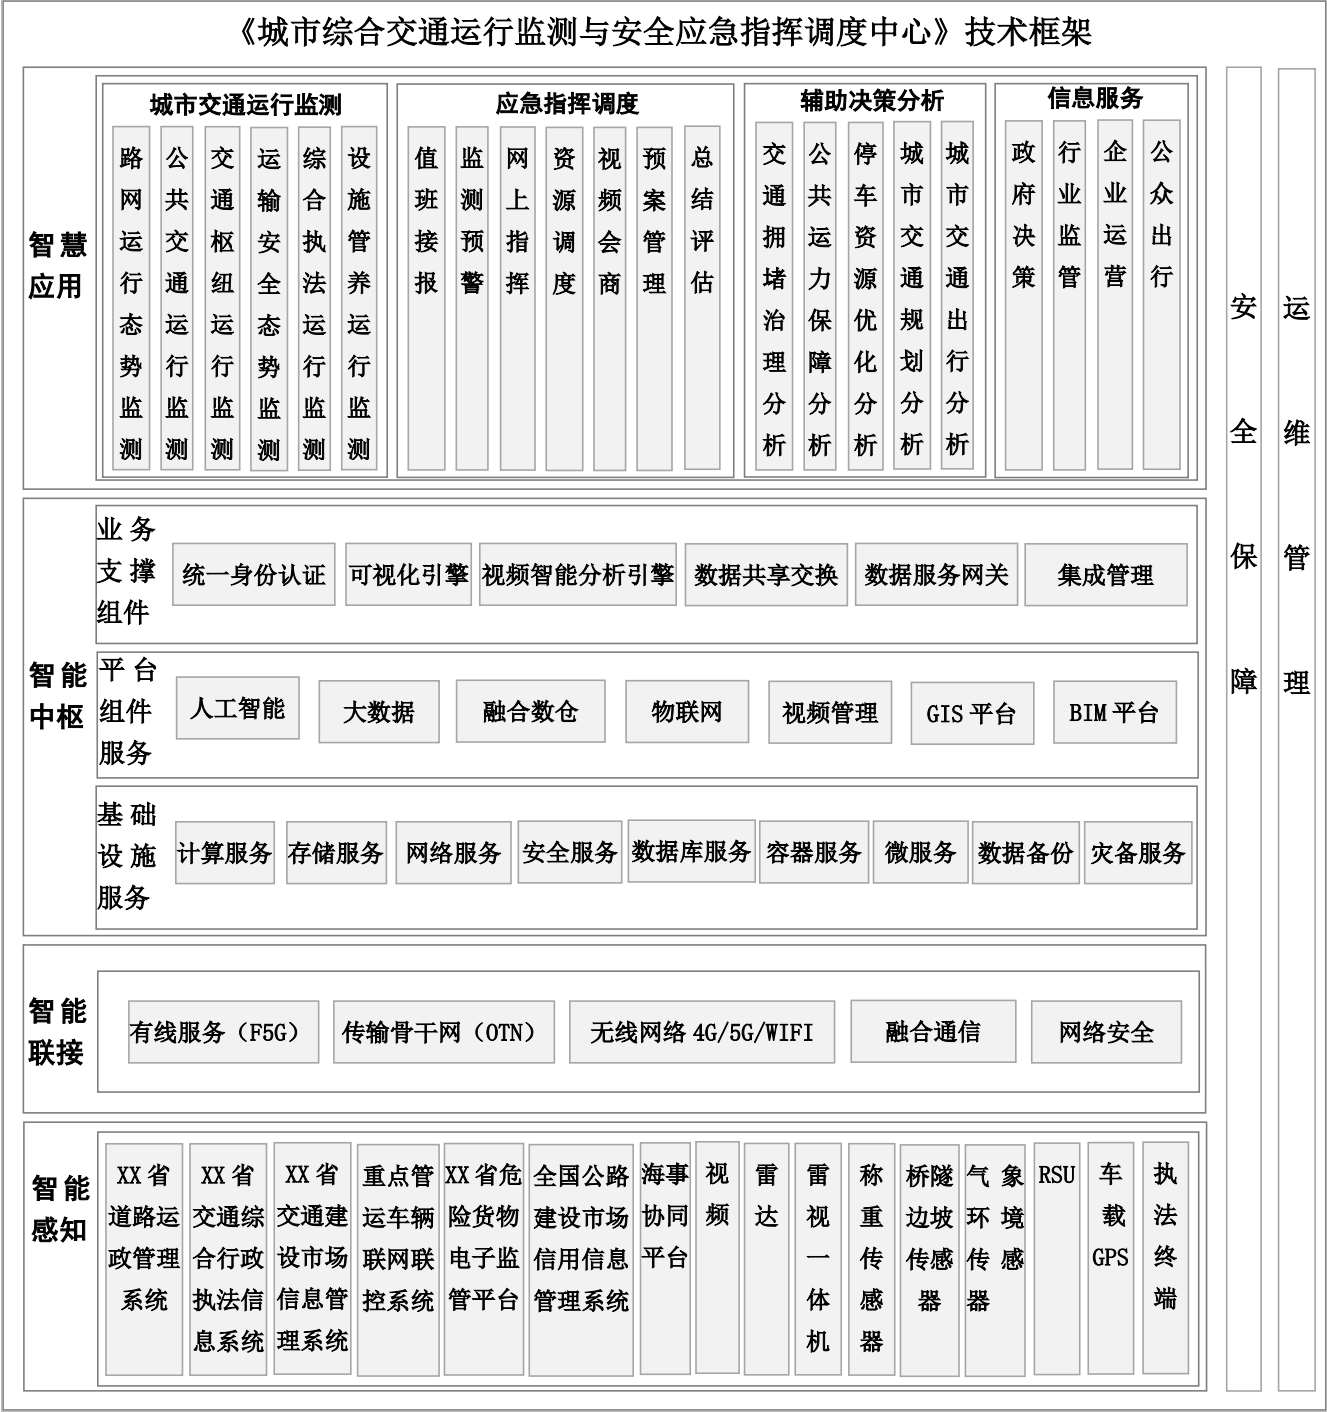 《城市综合交通运行监测与安全应急指挥调度中心》技术框架
智慧
应用
城市交通运行监测
路网运行态势监测
公共交通运行监测
交通枢纽运行监测
运输安全态势监测
综合执法运行监测
设施管养运行监测
应急指挥调度
值班接报
监测预警
网上指挥
资源调度
视频会商
预案管理
总结评估
辅助决策分析
交通拥堵治理分析
公共运力保障分析
停车资源优化分析
城市交通规划分析
城市交通出行分析
信息服务
政府决策
行业监管
企业运营
公众出行
智能
中枢
业务
支撑
组件
统一身份认证
可视化引擎
视频智能分析引擎
数据共享交换
数据服务网关
集成管理
平台
组件
服务
人工智能
大数据
融合数仓
物联网
视频管理
GIS 平台
BIM 平台
基础
设施
服务
计算服务
存储服务
网络服务
安全服务
数据库服务
容器服务
微服务
数据备份
灾备服务
智能
联接
有线服务（F5G）
传输骨干网（OTN）
无线网络 4G/5G/WIFI
融合通信
网络安全
智能
感知
XX 省
道路运
政管理
系统
XX 省
交通综
合行政
执法信
息系统
XX 省
交通建
设市场
信息管
理系统
重点管
运车辆
联网联
控系统
XX 省危
险货物
电子监
管平台
全国公路
建设市场
信用信息
管理系统
海事
协同
平台
视频
雷达
雷视一体机
称重传感器
桥隧
边坡
传感
器
气象
环境
传感
器
RSU
车
载
GPS
执法终端
安全保障
运维管理